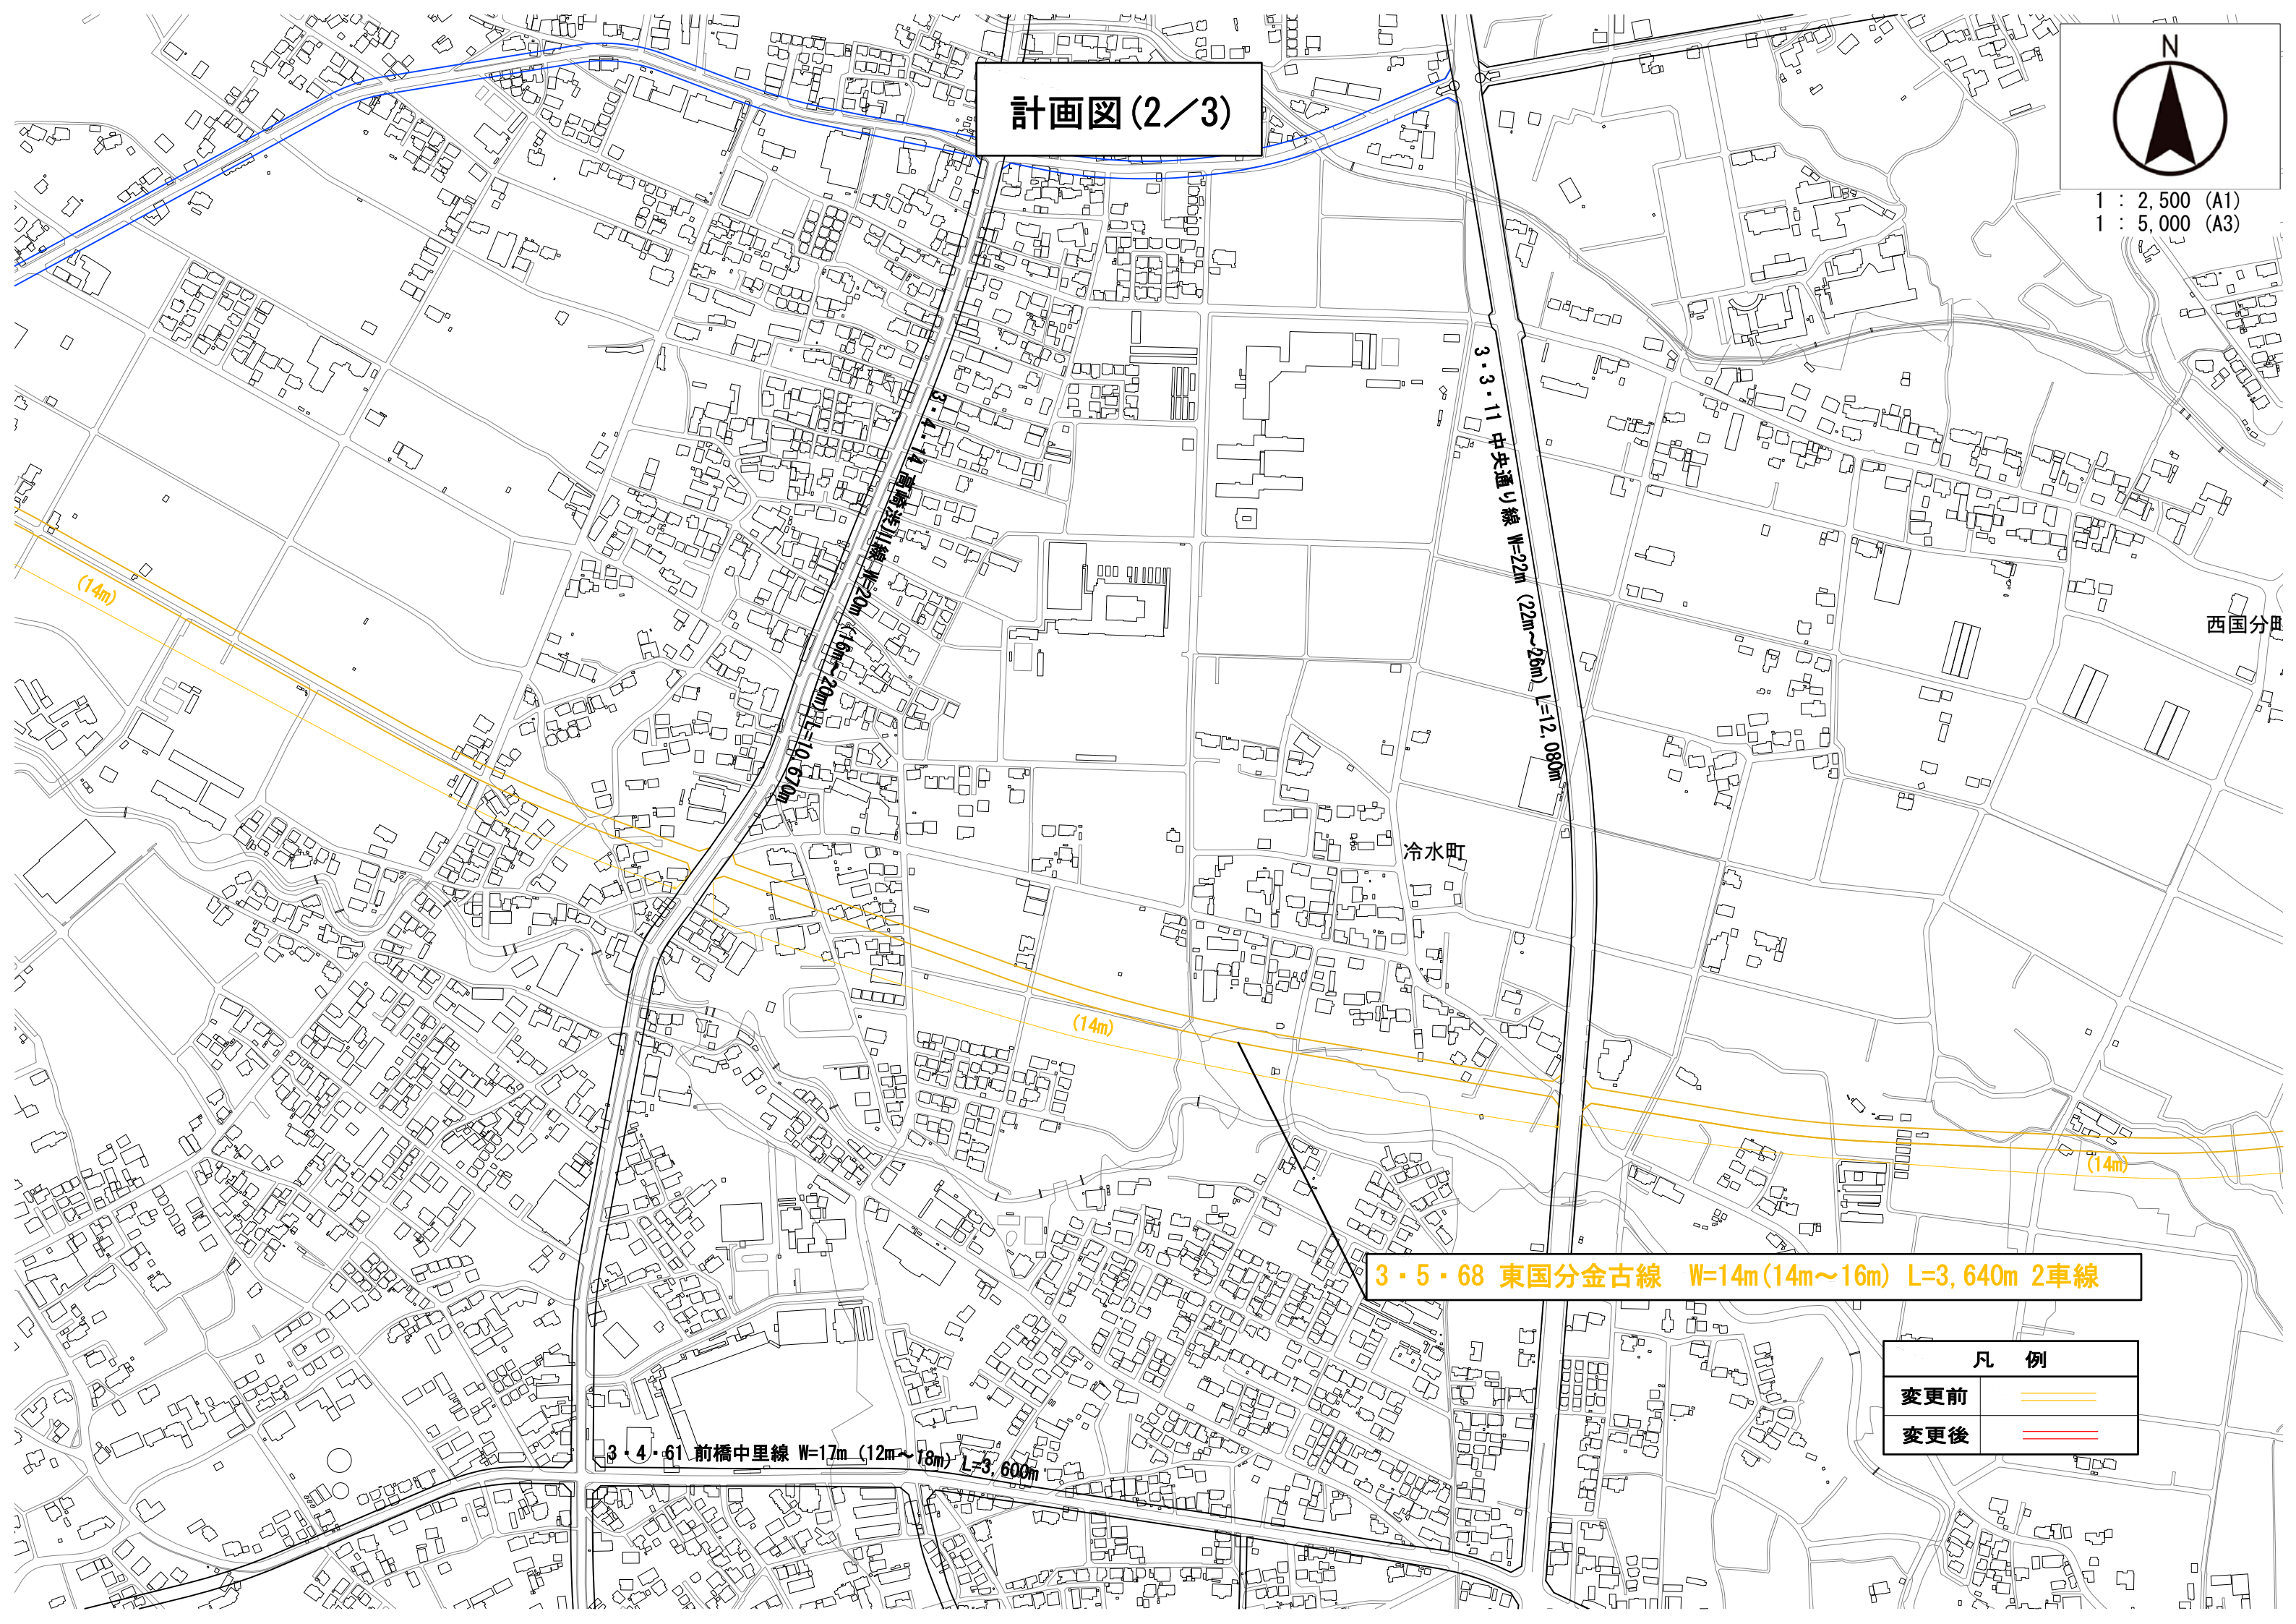 計画図(2／3)
N
1 : 2,500 (A1)
1 : 5,000 (A3)
3・3・11 中央通り線 W=22m (22m～26m) L=12,080m
3・4・14 高崎渋川線 W=20m (16m～20m) L=10,670m
(14m)
西国分町
冷水町
(14m)
(14m)
3・5・68 東国分金古線　W=14m(14m～16m) L=3,640m 2車線
凡　例
変更前
変更後
3・4・61 前橋中里線 W=17m (12m～18m) L=3,600m